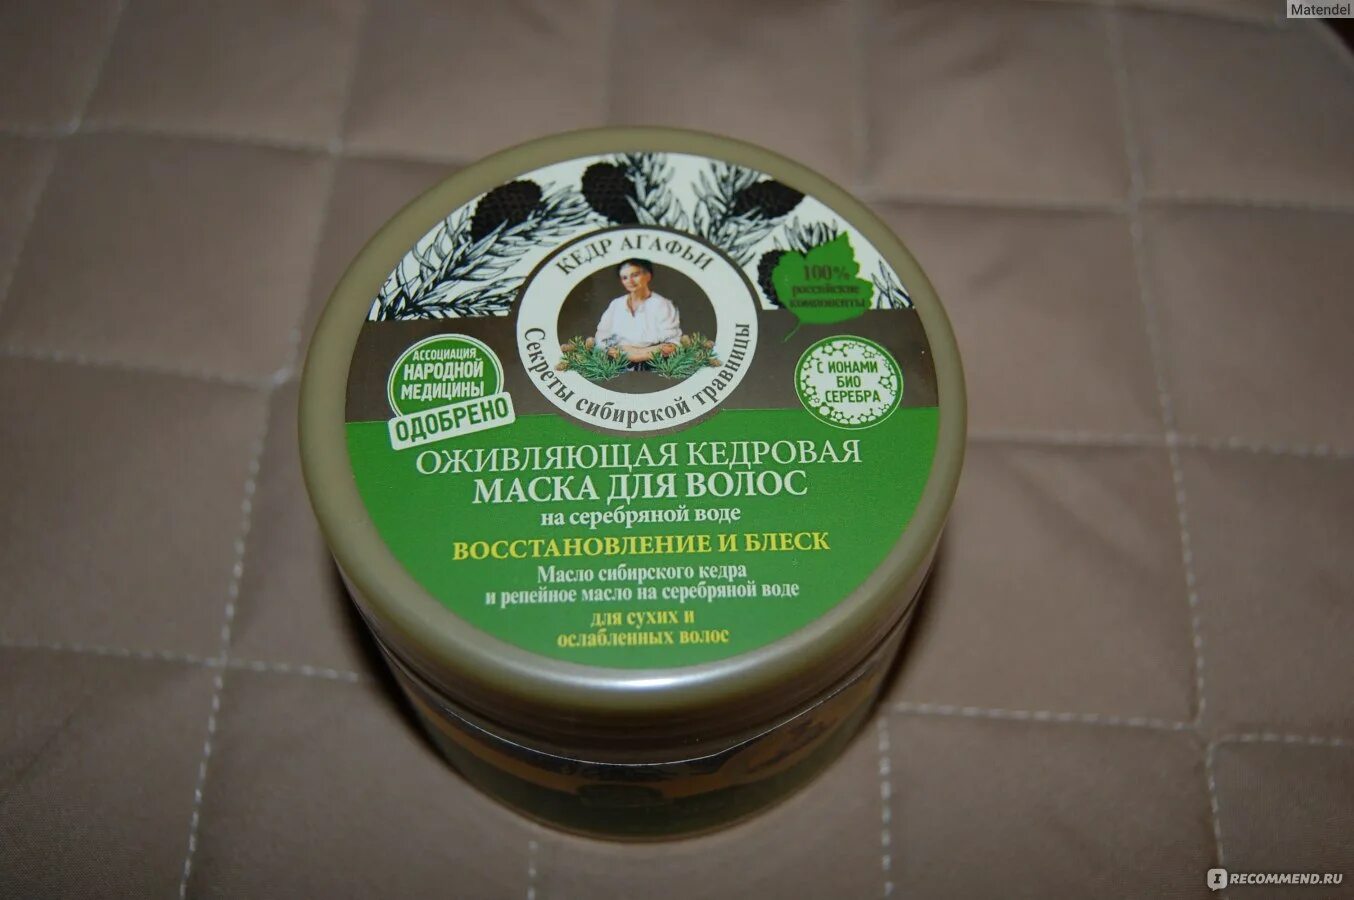 Matendel
КЕДР АГАФЬИ
Секреты сибирской травницы
100%
российские
компоненты
АССОЦИАЦИЯ
НАРОДНОЙ
МЕДИЦИНЫ
ОДОБРЕНО
С ИОНАМИ
БИО
СЕРЕБРА
ОЖИВЛЯЮЩАЯ КЕДРОВАЯ
МАСКА ДЛЯ ВОЛОС
на серебряной воде
ВОССТАНОВЛЕНИЕ И БЛЕСК
Масло сибирского кедра
и репейное масло на серебряной воде
для сухих и
ослабленных волос
IRECOMMEND.RU